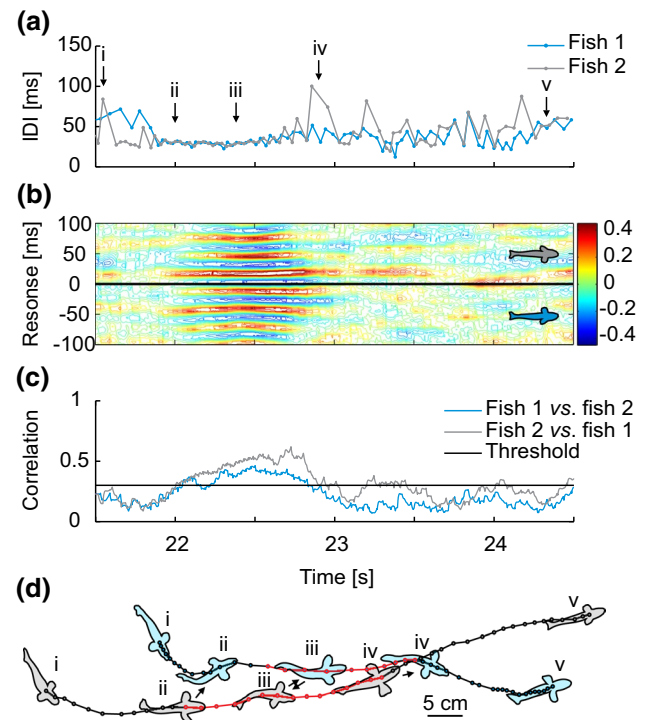 (a)
150
100
50
0
IDI [ms]
i
ii
iii
iv
v
Fish 1
Fish 2
(b)
100
50
0
-50
-100
Resonse [ms]
0.4
0.2
0
-0.2
-0.4
(c)
1
0.5
0
Correlation
Fish 1 vs. fish 2
Fish 2 vs. fish 1
Threshold
22
23
24
Time [s]
(d)
i
i
ii
ii
iii
iii
iv
iv
v
v
5 cm